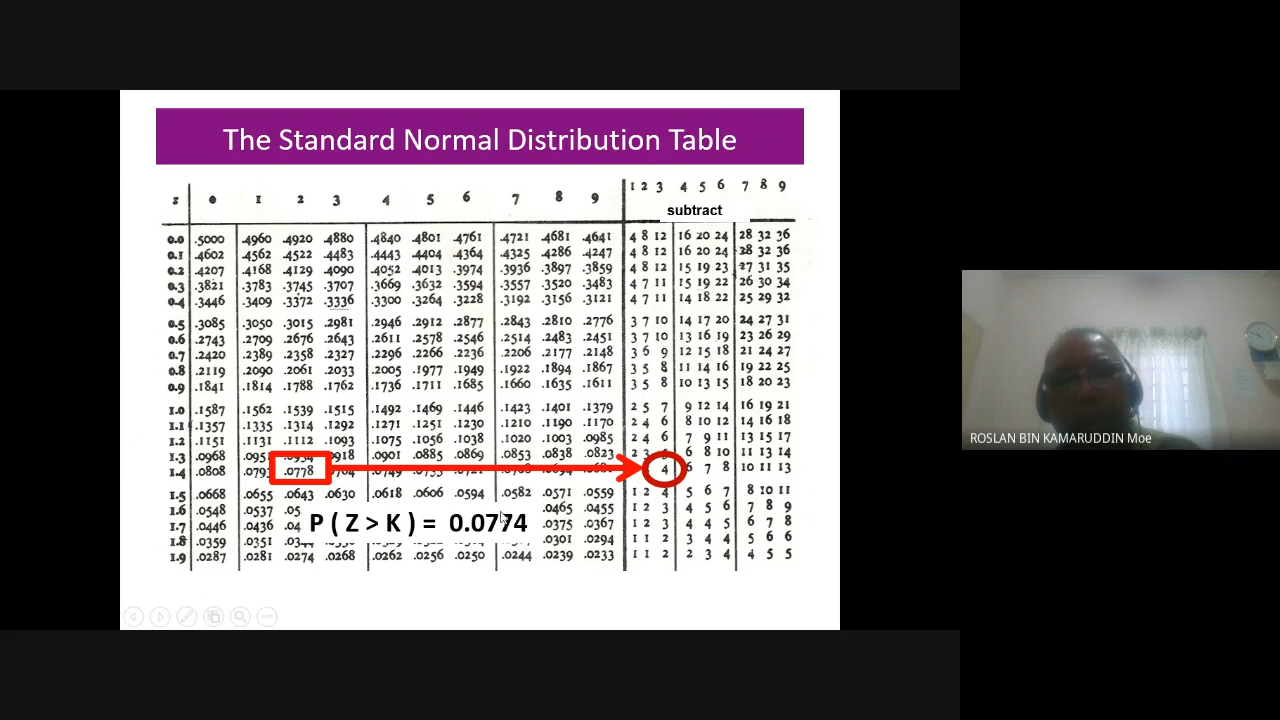 The Standard Normal Distribution Table
z 0 1 2 3 4 5 6 7 8 9 1 2 3 4 5 6 7 8 9
subtract
0.0 .5000 .4960 .4920 .4880 .4840 .4801 .4761 .4721 .4681 .4641 4 8 12 16 20 24 28 32 36
0.1 .4602 .4562 .4522 .4483 .4443 .4404 .4364 .4325 .4286 .4247 4 8 12 16 20 24 28 32 36
0.2 .4207 .4168 .4129 .4090 .4052 .4013 .3974 .3936 .3897 .3859 4 8 12 15 19 23 27 31 35
0.3 .3821 .3783 .3745 .3707 .3669 .3632 .3594 .3557 .3520 .3483 4 7 11 15 19 22 26 30 34
0.4 .3446 .3409 .3372 .3336 .3300 .3264 .3228 .3192 .3156 .3121 4 7 11 14 18 22 25 29 32
0.5 .3085 .3050 .3015 .2981 .2946 .2912 .2877 .2843 .2810 .2776 3 7 10 14 17 20 24 27 31
0.6 .2743 .2709 .2676 .2643 .2611 .2578 .2546 .2514 .2483 .2451 3 7 10 13 16 19 23 26 29
0.7 .2420 .2389 .2358 .2327 .2296 .2266 .2236 .2206 .2177 .2148 3 6 9 12 15 18 21 24 27
0.8 .2119 .2090 .2061 .2033 .2005 .1977 .1949 .1922 .1894 .1867 3 5 8 11 14 16 19 22 25
0.9 .1841 .1814 .1788 .1762 .1736 .1711 .1685 .1660 .1635 .1611 3 5 8 10 13 15 18 20 23
1.0 .1587 .1562 .1539 .1515 .1492 .1469 .1446 .1423 .1401 .1379 2 5 7 9 12 14 16 19 21
1.1 .1357 .1335 .1314 .1292 .1271 .1251 .1230 .1210 .1190 .1170 2 4 6 8 10 12 14 16 18
1.2 .1151 .1131 .1112 .1093 .1075 .1056 .1038 .1020 .1003 .0985 2 4 6 7 9 11 13 15 17
1.3 .0968 .0901 .0885 .0869 .0853 .0838 .0823 2 6 8 10 11 13 14
1.4 .0808 .0778 4 7 8 10 11 13
1.5 .0668 .0655 .0643 .0630 .0618 .0606 .0594 .0582 .0571 .0559 1 2 4 5 6 7 8 10 11
1.6 .0548 .0537 .0465 .0455 1 2 3 4 5 6 7 8 9
P ( Z > K ) = 0.0774
1.7 .0446 .0436 .0375 .0367 1 2 3 4 4 5 6 7 8
1.8 .0359 .0351 .0301 .0294 1 1 2 3 4 4 5 6 6
1.9 .0287 .0281 .0274 .0268 .0262 .0256 .0250 .0244 .0239 .0233 1 1 2 2 3 4 4 5 5
ROSLAN BIN KAMARUDDIN Moe